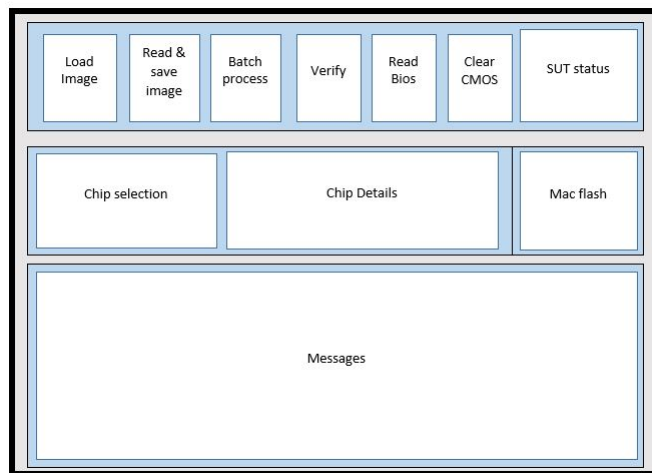 Load
Image
Read &
save
image
Batch
process
Verify
Read
Bios
Clear
CMOS
SUT status
Chip selection
Chip Details
Mac flash
Messages